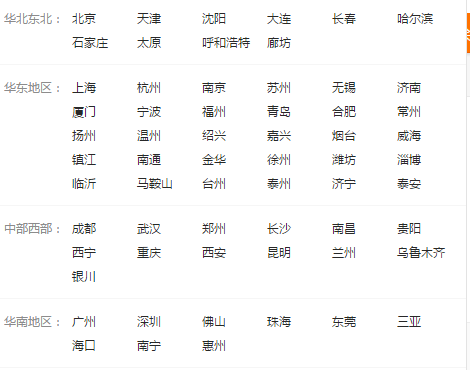 华北东北： 北京 天津 沈阳 大连 长春 哈尔滨
石家庄 太原 呼和浩特 廊坊
华东地区： 上海 杭州 南京 苏州 无锡 济南
厦门 宁波 福州 青岛 合肥 常州
扬州 温州 绍兴 嘉兴 烟台 威海
镇江 南通 金华 徐州 潍坊 淄博
临沂 马鞍山 台州 泰州 济宁 泰安
中部西部： 成都 武汉 郑州 长沙 南昌 贵阳
西宁 重庆 西安 昆明 兰州 乌鲁木齐
银川
华南地区： 广州 深圳 佛山 珠海 东莞 三亚
海口 南宁 惠州